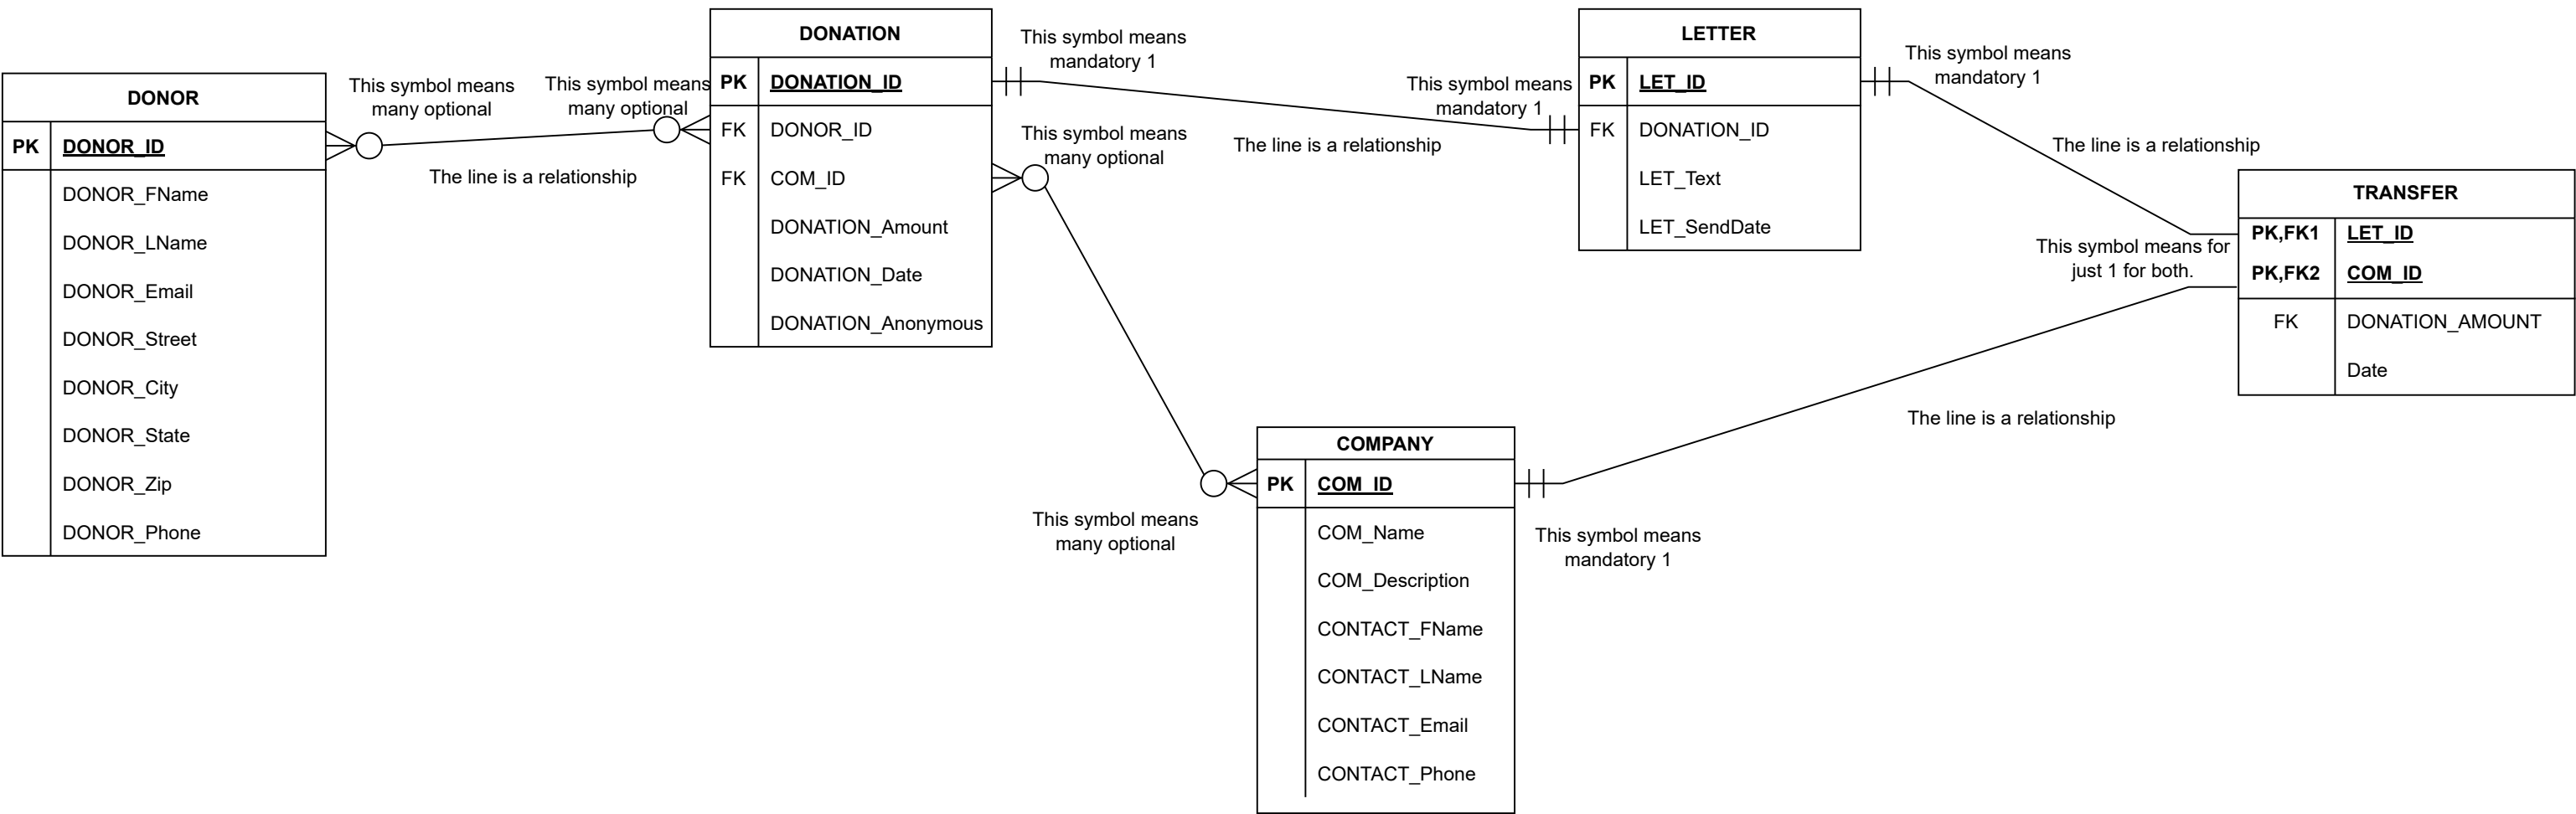 DONOR
PK DONOR_ID
DONOR_FName
DONOR_LName
DONOR_Email
DONOR_Street
DONOR_City
DONOR_State
DONOR_Zip
DONOR_Phone
This symbol means
many optional
The line is a relationship
This symbol means
many optional
DONATION
PK DONATION_ID
FK DONOR_ID
FK COM_ID
DONATION_Amount
DONATION_Date
DONATION_Anonymous
This symbol means
mandatory 1
This symbol means
many optional
The line is a relationship
This symbol means
mandatory 1
LETTER
PK LET_ID
FK DONATION_ID
LET_Text
LET_SendDate
This symbol means
mandatory 1
The line is a relationship
This symbol means for
just 1 for both.
TRANSFER
PK,FK1 LET_ID
PK,FK2 COM_ID
FK DONATION_AMOUNT
Date
The line is a relationship
This symbol means
many optional
COMPANY
PK COM_ID
COM_Name
COM_Description
CONTACT_FName
CONTACT_LName
CONTACT_Email
CONTACT_Phone
This symbol means
mandatory 1